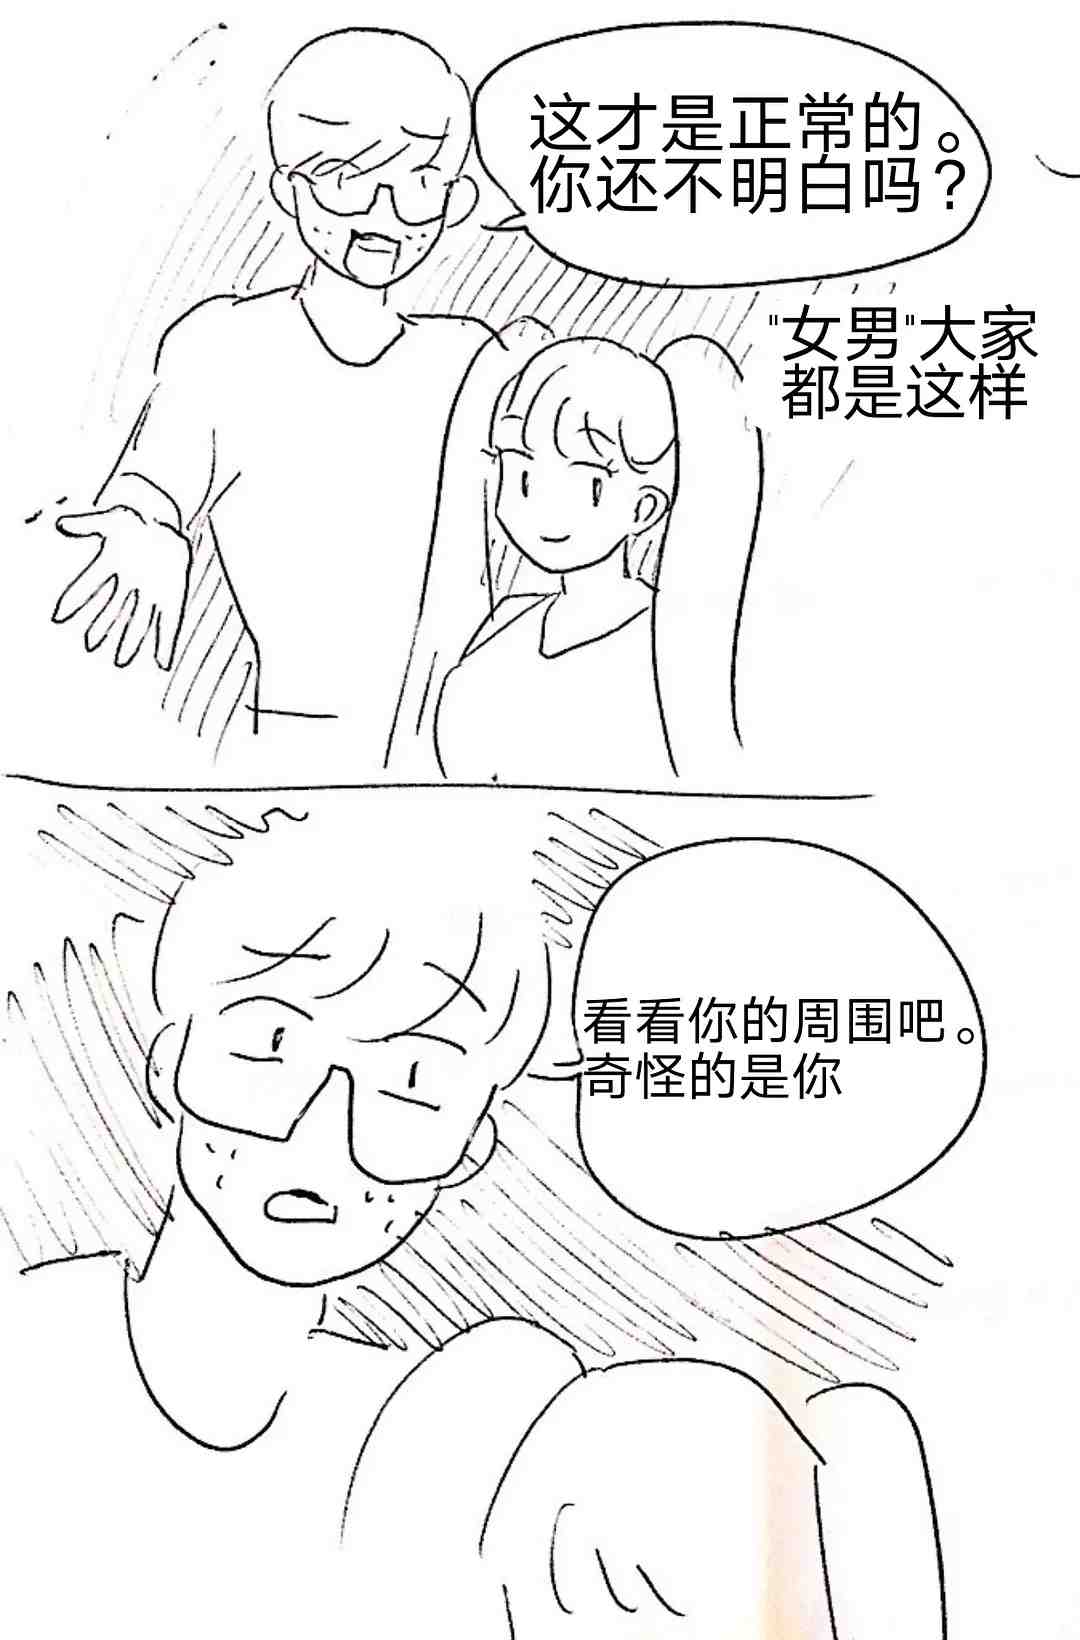 这才是正常的。
你还不明白吗？
"女男"大家
都是这样
看看你的周围吧。
奇怪的是你